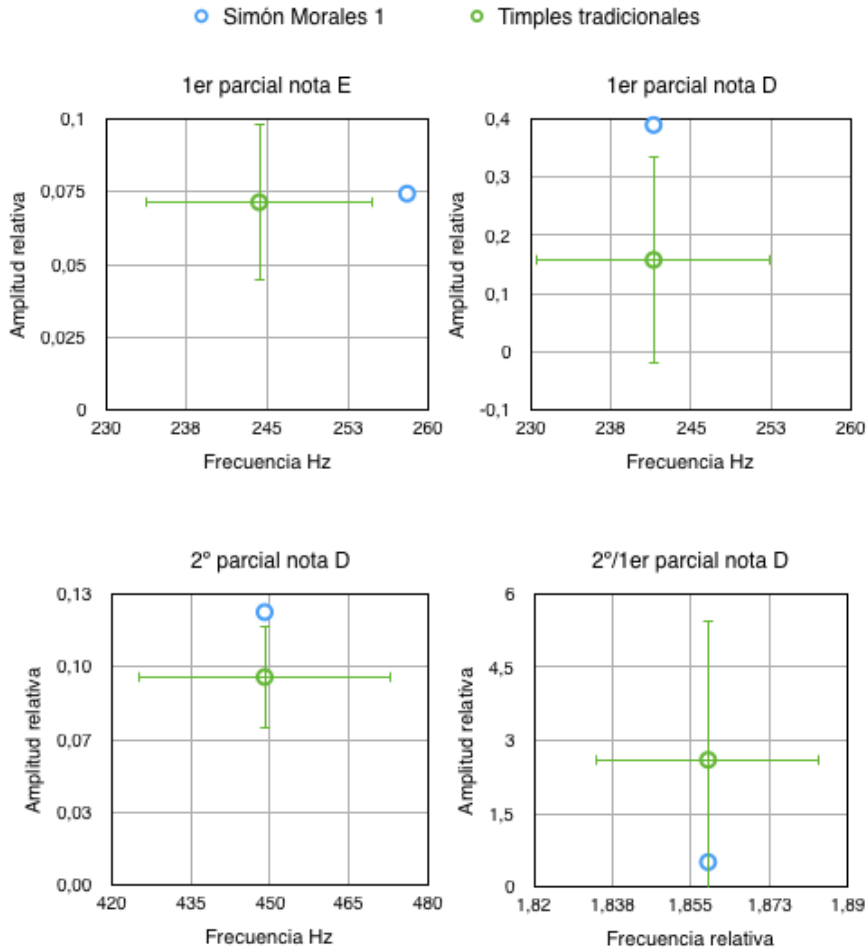 Simón Morales 1 Timples tradicionales
1er parcial nota E
Amplitud relativa
0,1
0,075
0,05
0,025
0
230 238 245 253 260
Frecuencia Hz
1er parcial nota D
Amplitud relativa
0,4
0,3
0,2
0,1
0
-0,1
230 238 245 253 260
Frecuencia Hz
2º parcial nota D
Amplitud relativa
0,13
0,10
0,07
0,03
0,00
420 435 450 465 480
Frecuencia Hz
2º/1er parcial nota D
Amplitud relativa
6
4,5
3
1,5
0
1,82 1,838 1,855 1,873 1,89
Frecuencia relativa